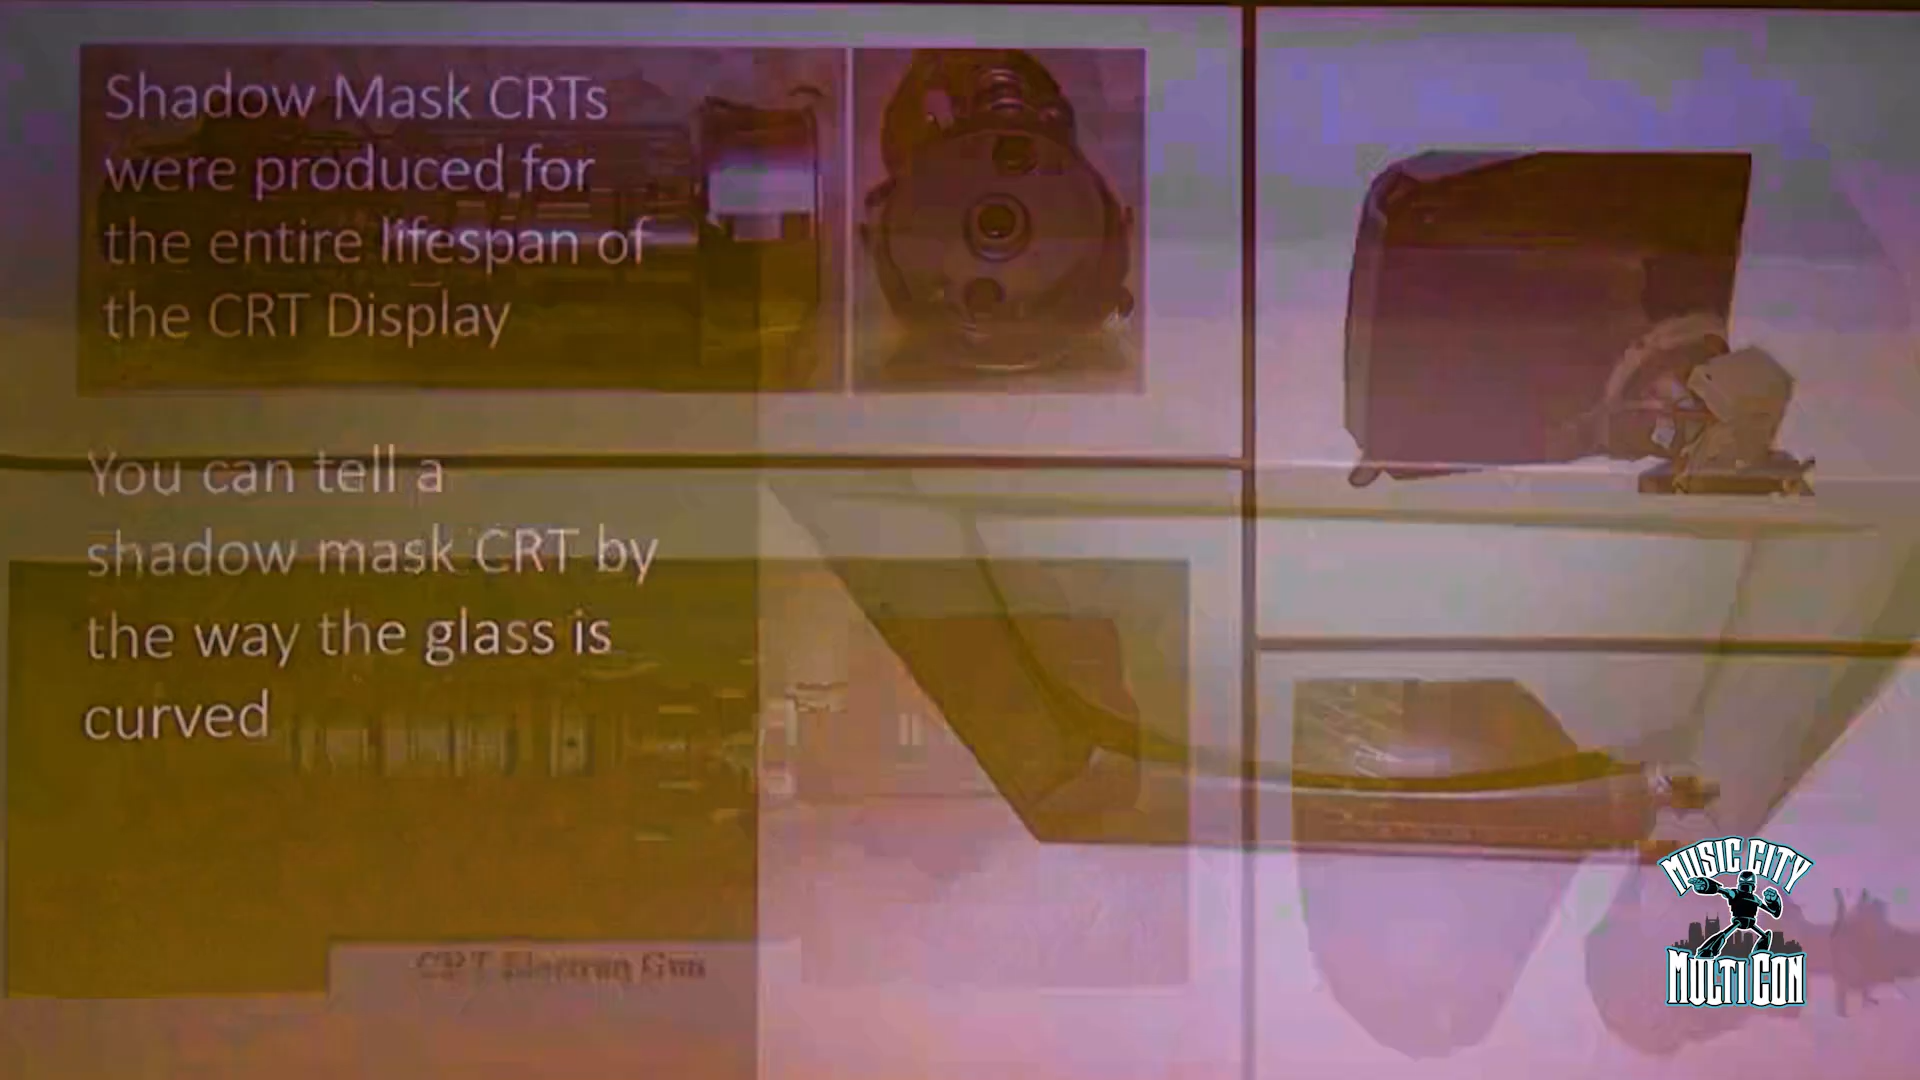 Shadow Mask CRTs
were produced for
the entire lifespan of
the CRT Display
You can tell a
shadow mask CRT by
the way the glass is
curved
CRT Electron Gun
MUSIC CITY
MULTI CON